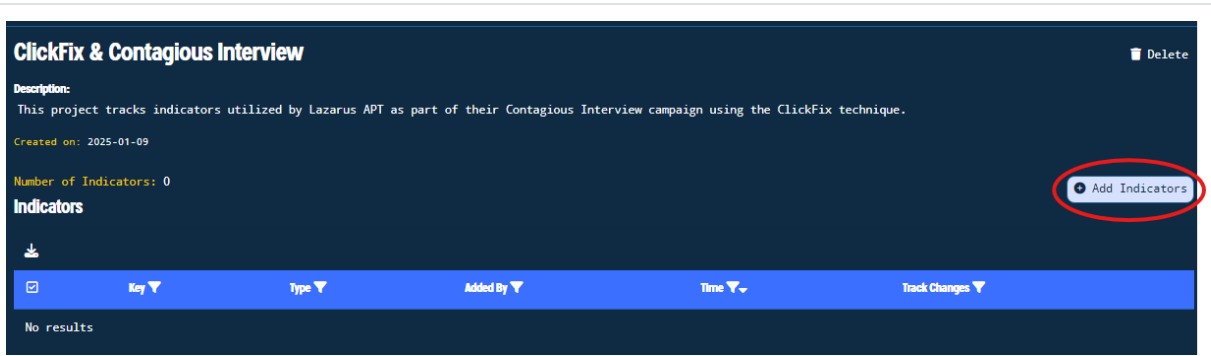 ClickFix & Contagious Interview
Delete
Description:
This project tracks indicators utilized by Lazarus APT as part of their Contagious Interview campaign using the ClickFix technique.
Created on: 2025-01-09
Number of Indicators: 0
Add Indicators
Indicators
Key Type Added By Time Track Changes
No results